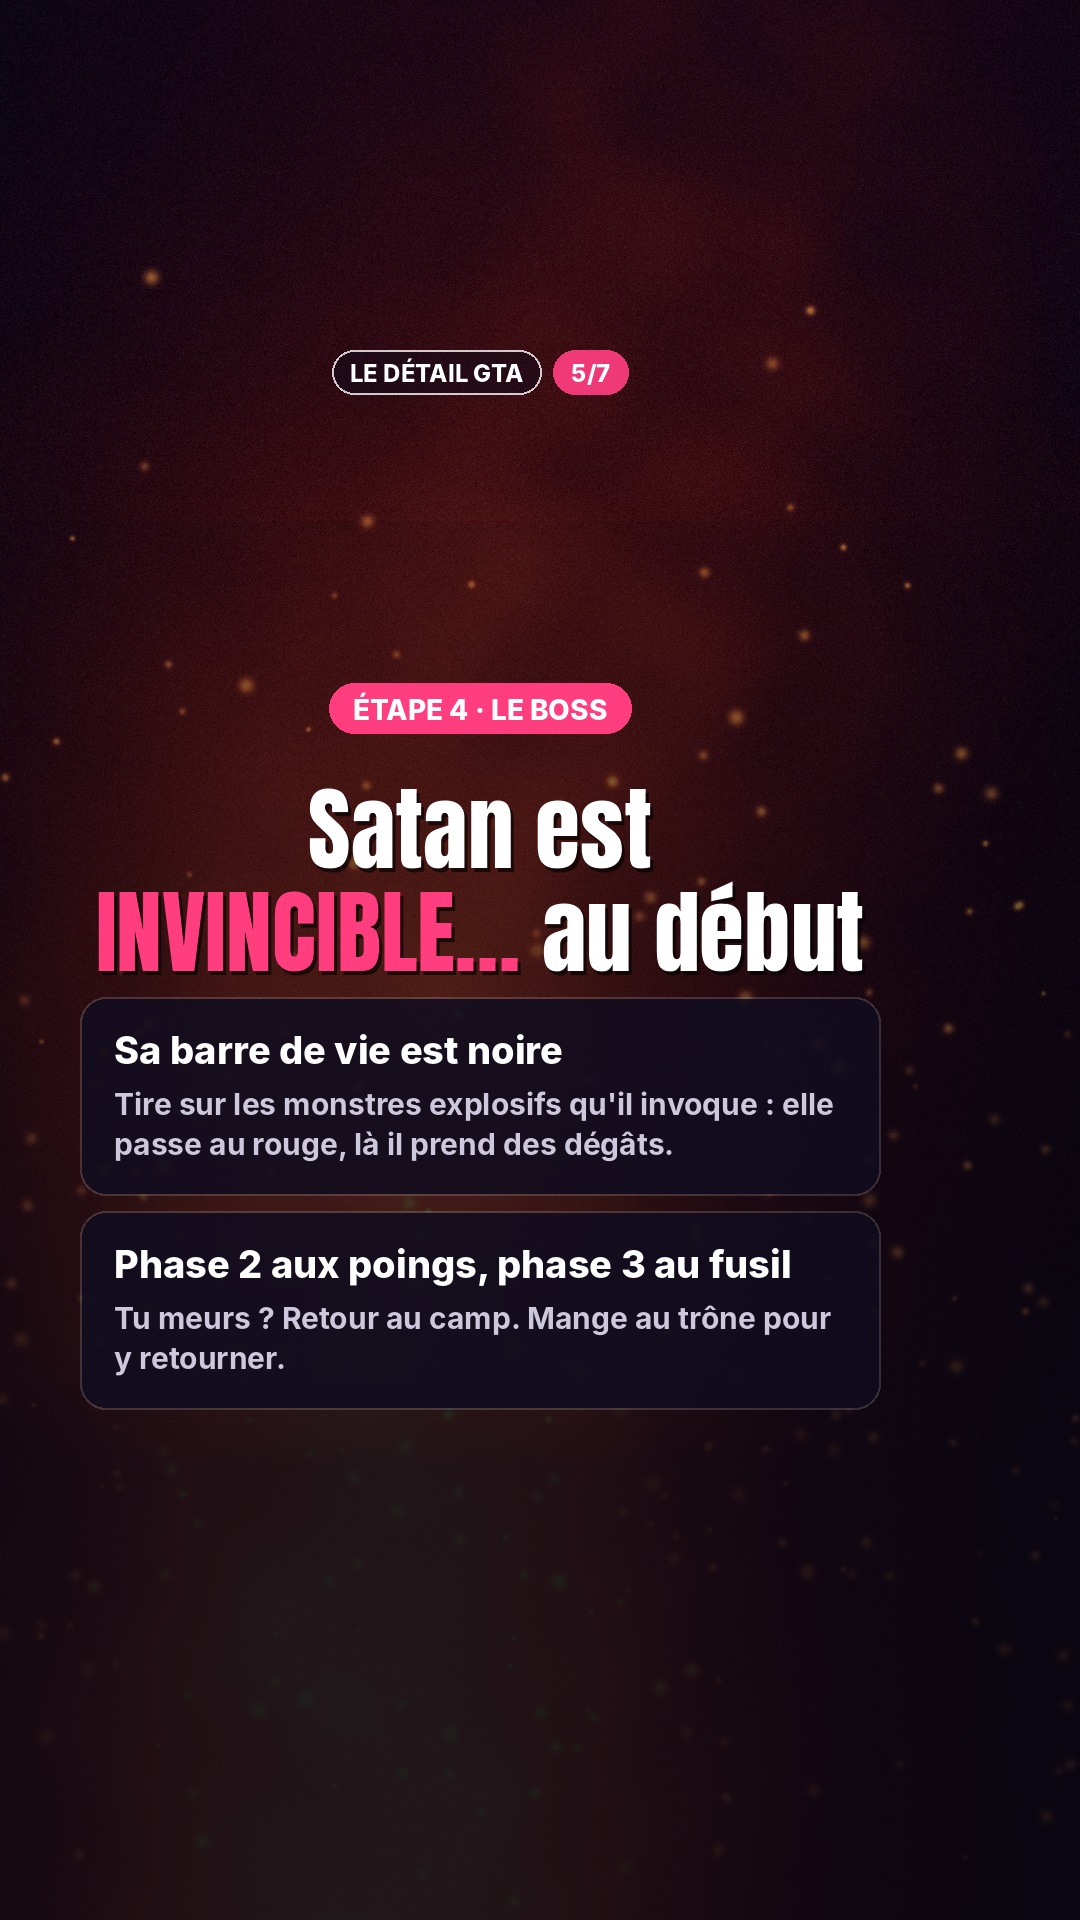 LE DÉTAIL GTA 5/7
ÉTAPE 4 · LE BOSS
Satan est
INVINCIBLE... au début
Sa barre de vie est noire
Tire sur les monstres explosifs qu'il invoque : elle
passe au rouge, là il prend des dégâts.
Phase 2 aux poings, phase 3 au fusil
Tu meurs ? Retour au camp. Mange au trône pour
y retourner.